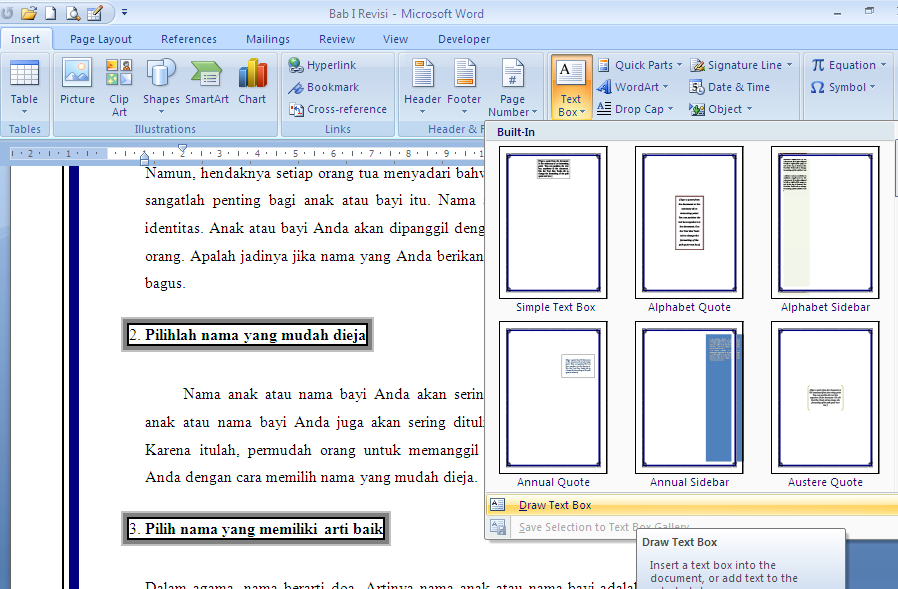 Bab I Revisi - Microsoft Word
Insert Page Layout References Mailings Review View Developer
Table
Picture
Clip Art
Shapes
SmartArt
Chart
Hyperlink
Bookmark
Cross-reference
Header
Footer
Page Number
Text Box
Quick Parts
WordArt
Drop Cap
Signature Line
Date & Time
Object
Equation
Symbol
Tables Illustrations Links Header & F
2 1 1 2 3 4 5 6 7 8 9 1
Built-In
Simple Text Box Alphabet Quote Alphabet Sidebar
Annual Quote Annual Sidebar Austere Quote
Draw Text Box
Save Selection to Text Box Gallery
Draw Text Box
Insert a text box into the
document, or add text to the
Namun, hendaknya setiap orang tua menyadari bahw
sangatlah penting bagi anak atau bayi itu. Nama
identitas. Anak atau bayi Anda akan dipanggil deng
orang. Apalah jadinya jika nama yang Anda berikan
bagus.
2. Pilihlah nama yang mudah dieja
Nama anak atau nama bayi Anda akan serin
anak atau nama bayi Anda juga akan sering dituli
Karena itulah, permudah orang untuk memanggil
Anda dengan cara memilih nama yang mudah dieja.
3. Pilih nama yang memiliki arti baik
Dalam agama, nama berarti doa. Artinya nama anak atau nama bayi adalah